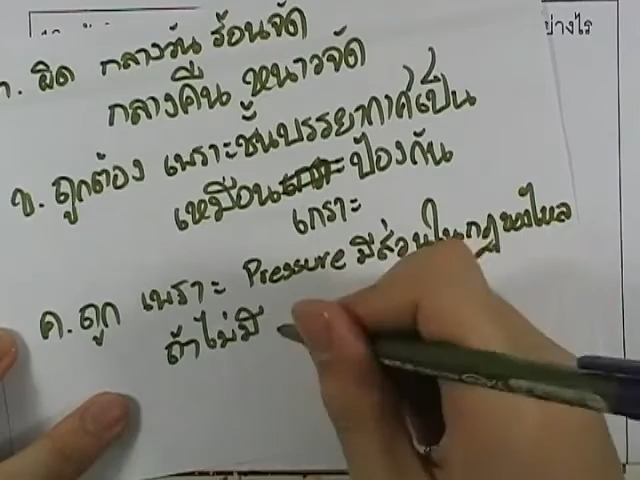 ก. ผิด กลางวัน ร้อนจัด
กลางคืน หนาวจัด
ข. ถูกต้อง เพราะชั้นบรรยากาศเป็น
เหมือน ป้องกัน
เกราะ
ค. ถูก เพราะ Pressure มีส่วนในกฎของไหล
ถ้าไม่มี